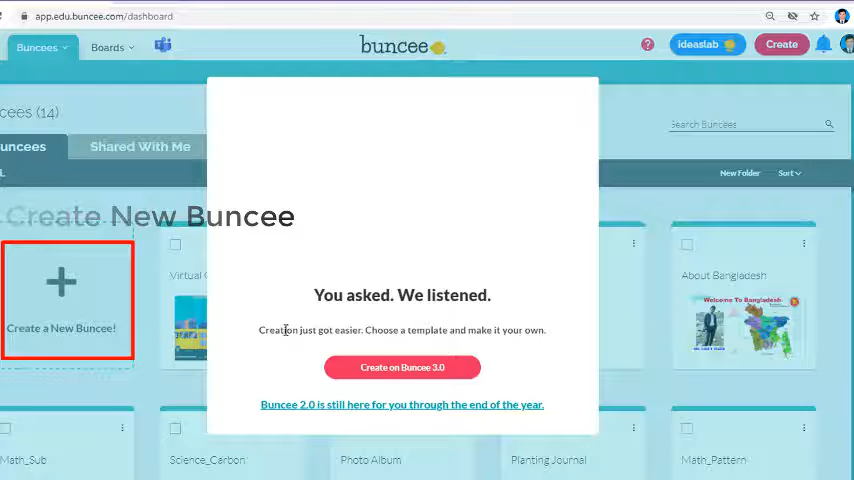 app.edu.buncee.com/dashboard
Buncees
Boards
buncee
ideaslab
Create
cees (14)
Search Buncees
uncees
Shared With Me
L
New Folder
Sort
Create New Buncee
Create a New Buncee!
Virtual
About Bangladesh
Welcome To Bangladesh
You asked. We listened.
Creation just got easier. Choose a template and make it your own.
Create on Buncee 3.0
Buncee 2.0 is still here for you through the end of the year.
Math_Sub
Science_Carbon
Photo Album
Planting Journal
Math_Pattern